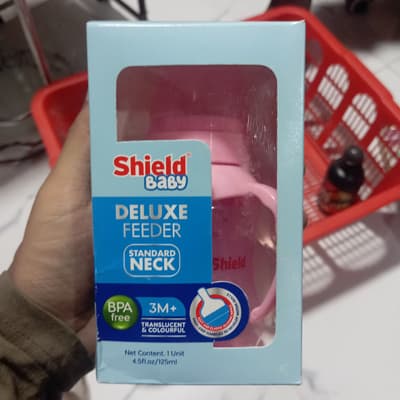 Shield
BABY
DELUXE
FEEDER
STANDARD
NECK
Shield
BPA
free
3M+
TRANSLUCENT
& COLOURFUL
Net Content. 1 Unit
4.5fl.oz/125ml